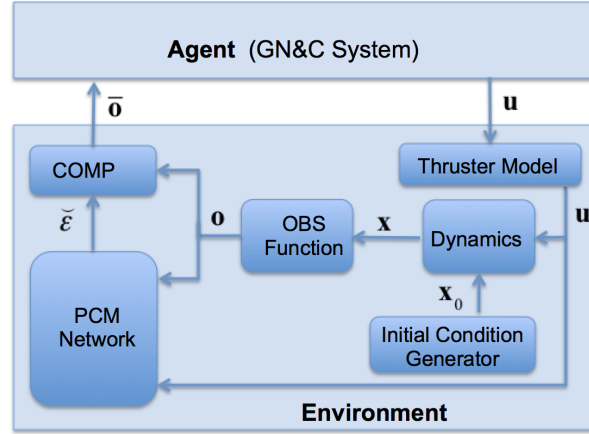 Agent (GN&C System)
o̅
u
COMP
Thruster Model
ε̆
o
OBS
Function
x
Dynamics
u
PCM
Network
x₀
Initial Condition
Generator
Environment